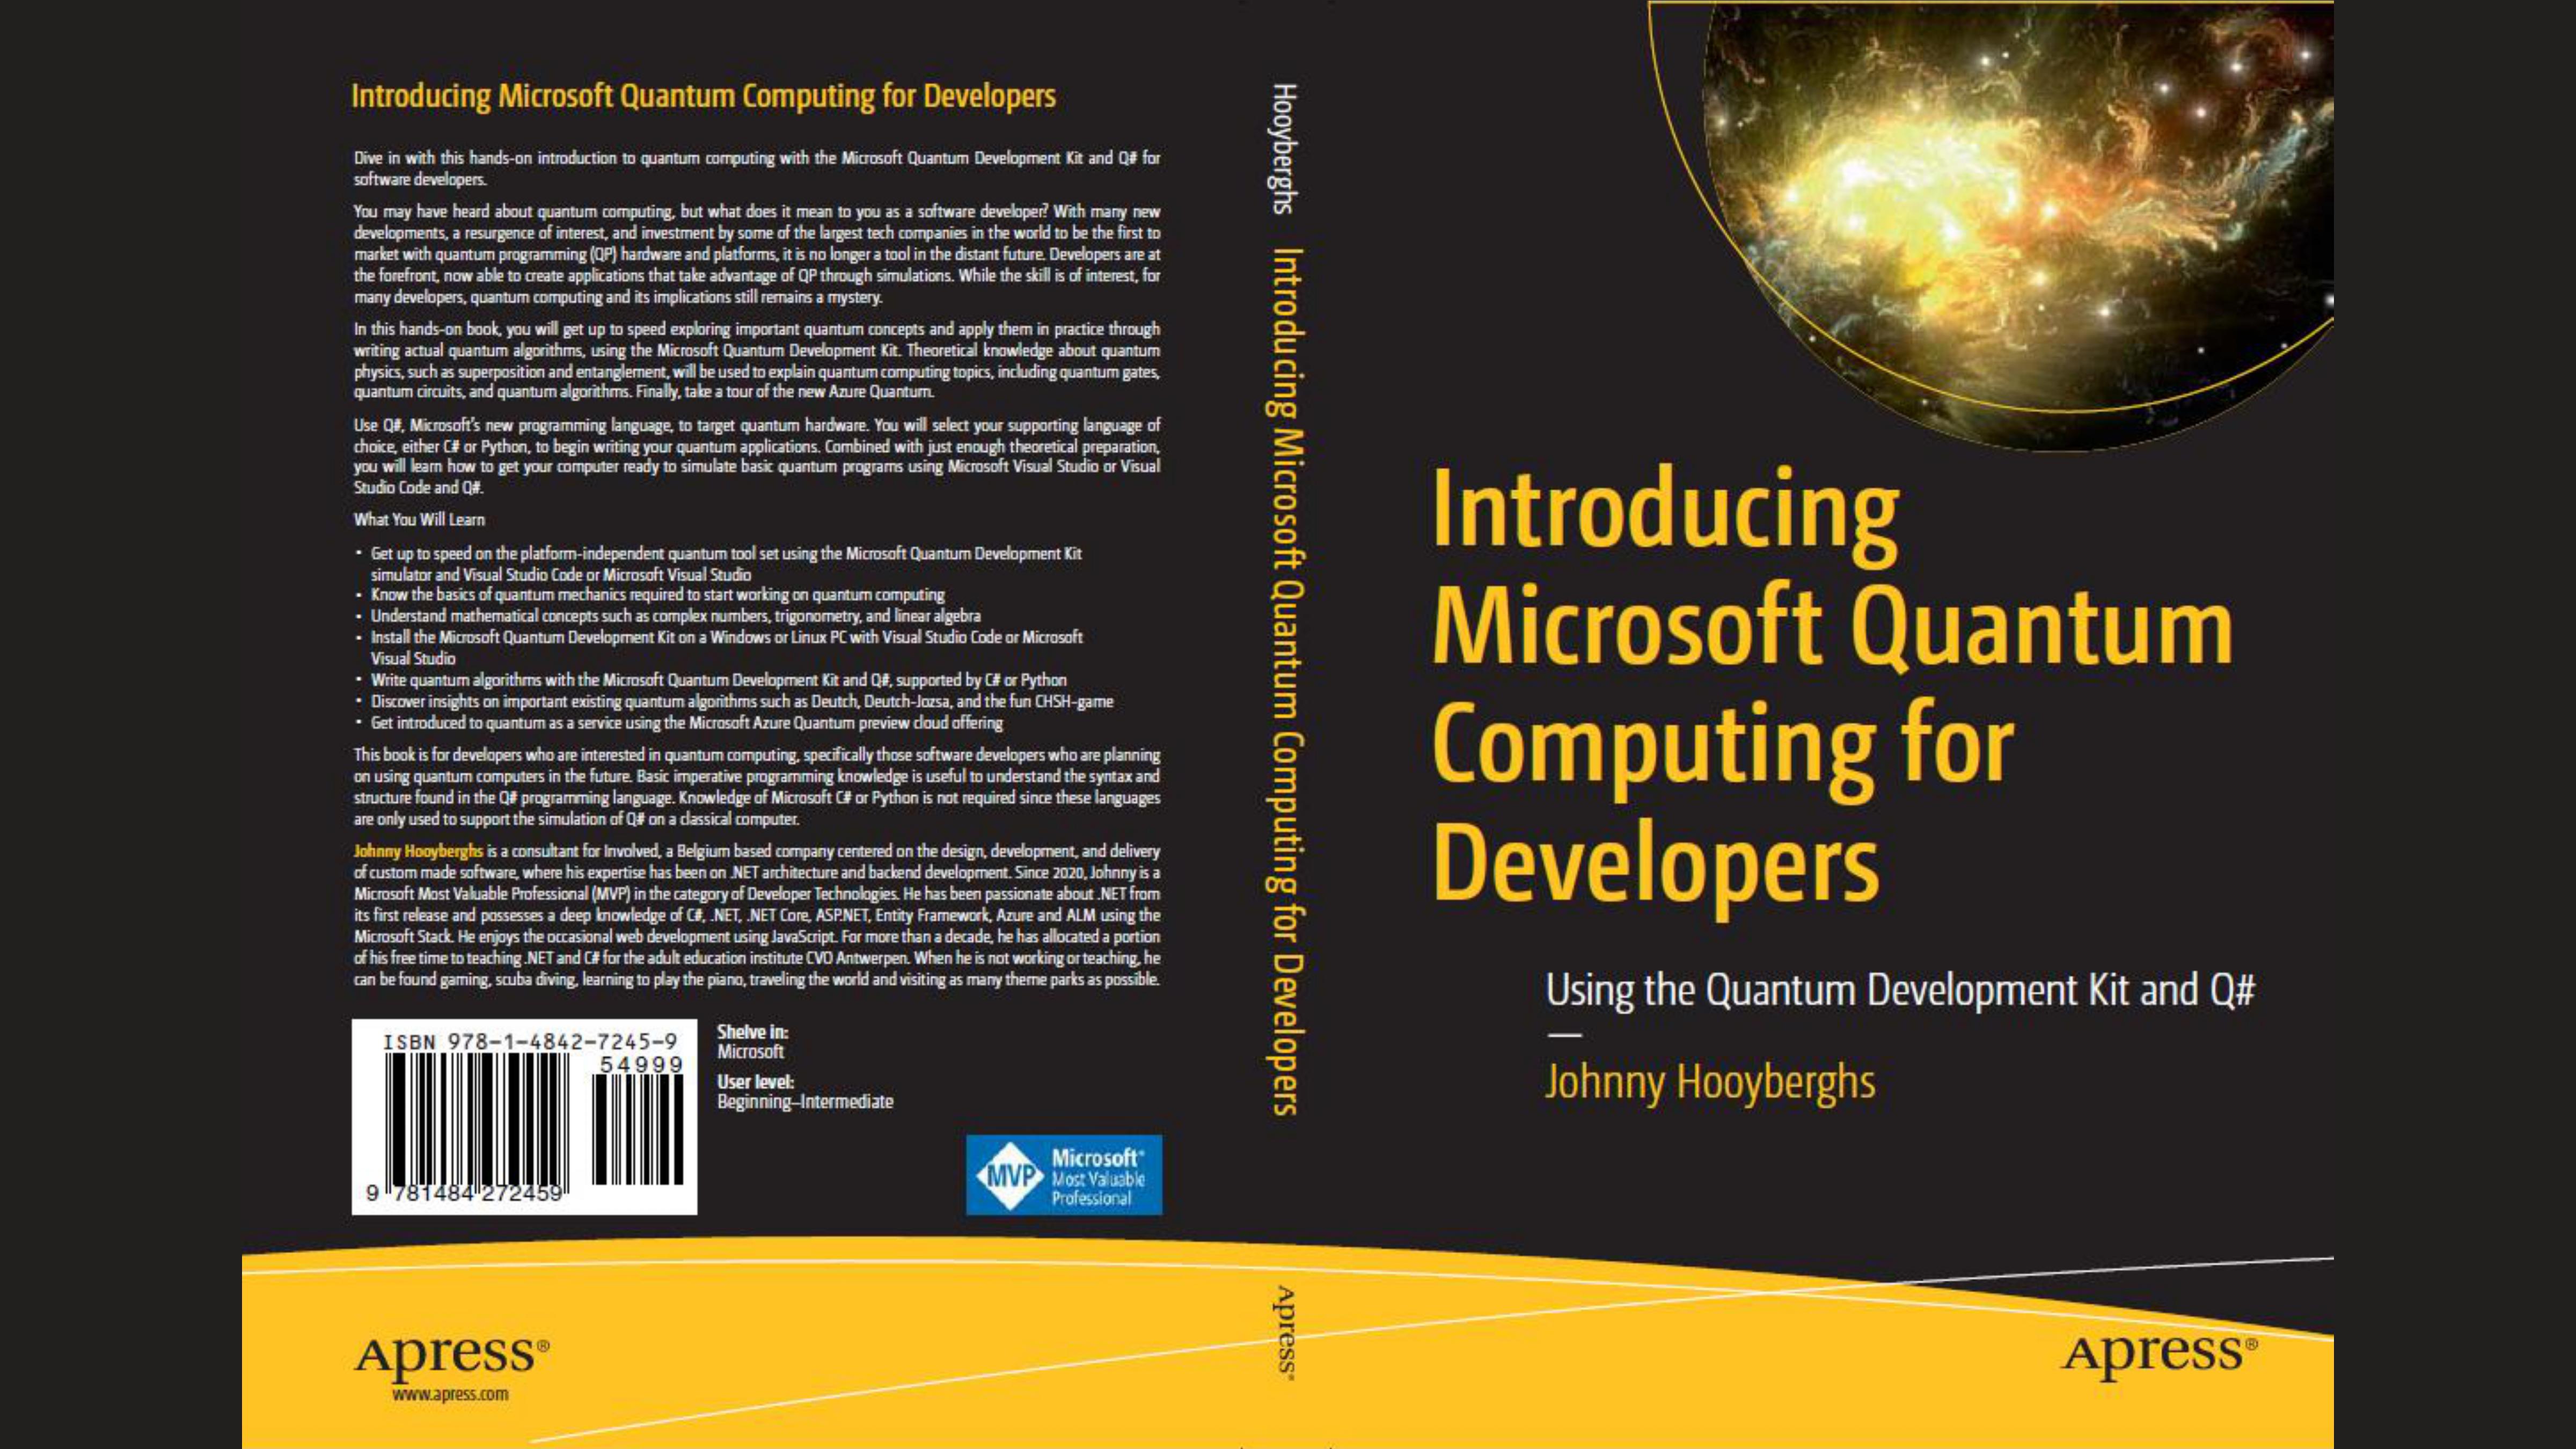 Introducing Microsoft Quantum Computing for Developers
Dive in with this hands-on introduction to quantum computing with the Microsoft Quantum Development Kit and Q# for
software developers.
You may have heard about quantum computing, but what does it mean to you as a software developer? With many new
developments, a resurgence of interest, and investment by some of the largest tech companies in the world to be the first to
market with quantum programming (QP) hardware and platforms, it is no longer a tool in the distant future. Developers are at
the forefront, now able to create applications that take advantage of QP through simulations. While the skill is of interest, for
many developers, quantum computing and its implications still remains a mystery.
In this hands-on book, you will get up to speed exploring important quantum concepts and apply them in practice through
writing actual quantum algorithms, using the Microsoft Quantum Development Kit. Theoretical knowledge about quantum
physics, such as superposition and entanglement, will be used to explain quantum computing topics, including quantum gates,
quantum circuits, and quantum algorithms. Finally, take a tour of the new Azure Quantum.
Use Q#, Microsoft's new programming language, to target quantum hardware. You will select your supporting language of
choice, either C# or Python, to begin writing your quantum applications. Combined with just enough theoretical preparation,
you will learn how to get your computer ready to simulate basic quantum programs using Microsoft Visual Studio or Visual
Studio Code and Q#.
What You Will Learn
• Get up to speed on the platform-independent quantum tool set using the Microsoft Quantum Development Kit
simulator and Visual Studio Code or Microsoft Visual Studio
• Know the basics of quantum mechanics required to start working on quantum computing
• Understand mathematical concepts such as complex numbers, trigonometry, and linear algebra
• Install the Microsoft Quantum Development Kit on a Windows or Linux PC with Visual Studio Code or Microsoft
Visual Studio
• Write quantum algorithms with the Microsoft Quantum Development Kit and Q#, supported by C# or Python
• Discover insights on important existing quantum algorithms such as Deutch, Deutch-Jozsa, and the fun CHSH-game
• Get introduced to quantum as a service using the Microsoft Azure Quantum preview cloud offering
This book is for developers who are interested in quantum computing, specifically those software developers who are planning
on using quantum computers in the future. Basic imperative programming knowledge is useful to understand the syntax and
structure found in the Q# programming language. Knowledge of Microsoft C# or Python is not required since these languages
are only used to support the simulation of Q# on a classical computer.
Johnny Hooyberghs is a consultant for Involved, a Belgium based company centered on the design, development, and delivery
of custom made software, where his expertise has been on .NET architecture and backend development. Since 2020, Johnny is a
Microsoft Most Valuable Professional (MVP) in the category of Developer Technologies. He has been passionate about .NET from
its first release and possesses a deep knowledge of C#, .NET, .NET Core, ASP.NET, Entity Framework, Azure and ALM using the
Microsoft Stack. He enjoys the occasional web development using JavaScript. For more than a decade, he has allocated a portion
of his free time to teaching .NET and C# for the adult education institute CVO Antwerpen. When he is not working or teaching, he
can be found gaming, scuba diving, learning to play the piano, traveling the world and visiting as many theme parks as possible.
ISBN 978-1-4842-7245-9
54999
9 781484 272459
Shelve in:
Microsoft
User level:
Beginning–Intermediate
MVP
Microsoft®
Most Valuable
Professional
Apress®
www.apress.com
Hooyberghs Introducing Microsoft Quantum Computing for Developers
Apress®
Introducing
Microsoft Quantum
Computing for
Developers
Using the Quantum Development Kit and Q#
—
Johnny Hooyberghs
Apress®